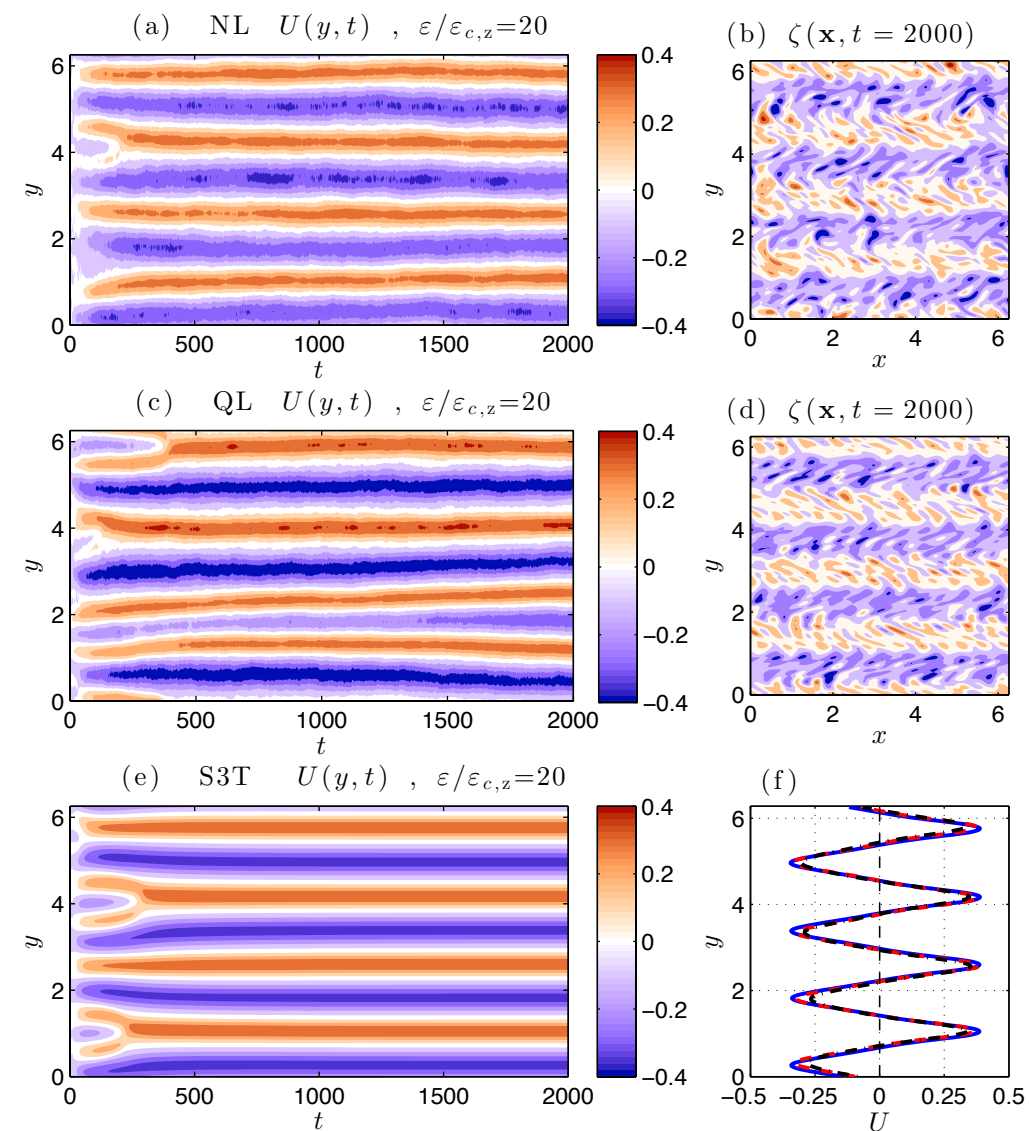 (a) NL U(y, t) , ε/ε_{c,z}=20
(b) ζ(x, t = 2000)
6
4
2
0
y
0 500 1000 1500 2000
t
0.4
0.2
0
−0.2
−0.4
6
4
2
0
y
0 2 4 6
x
(c) QL U(y, t) , ε/ε_{c,z}=20
(d) ζ(x, t = 2000)
6
4
2
0
y
0 500 1000 1500 2000
t
0.4
0.2
0
−0.2
−0.4
6
4
2
0
y
0 2 4 6
x
(e) S3T U(y, t) , ε/ε_{c,z}=20
(f)
6
4
2
0
y
0 500 1000 1500 2000
t
0.4
0.2
0
−0.2
−0.4
6
4
2
0
y
−0.5 −0.25 0 0.25 0.5
U